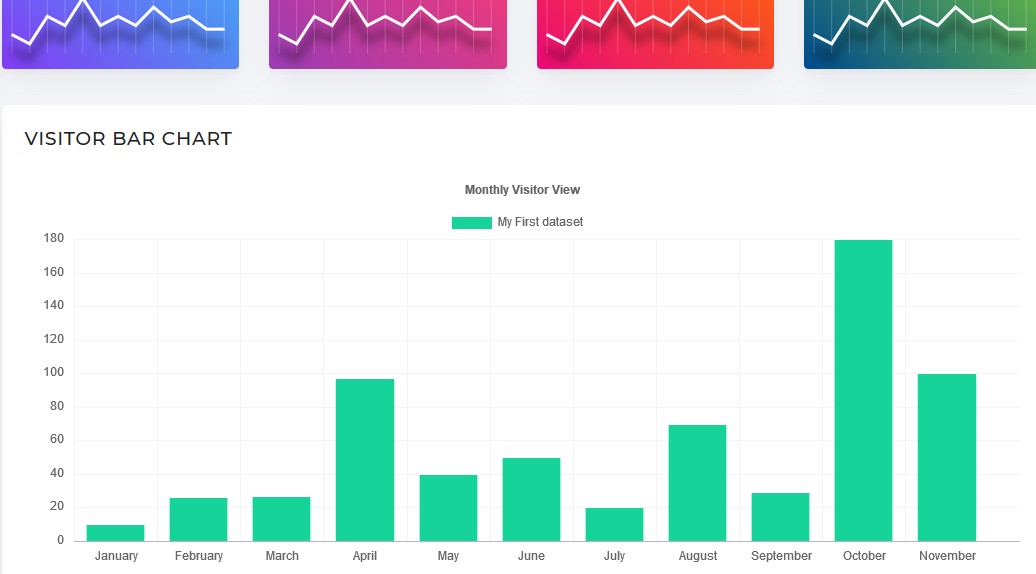 VISITOR BAR CHART
Monthly Visitor View
My First dataset
180
160
140
120
100
80
60
40
20
0
January February March April May June July August September October November